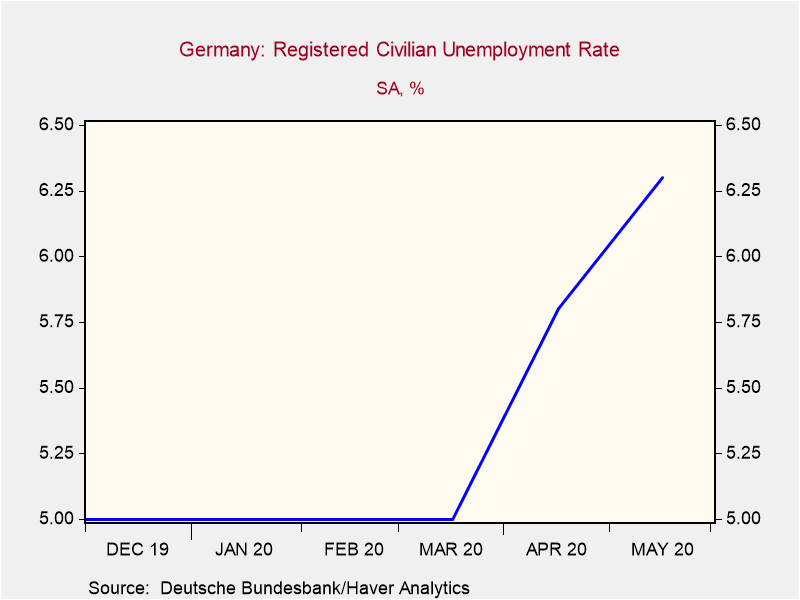 Germany: Registered Civilian Unemployment Rate
SA, %
6.50 6.50
6.25 6.25
6.00 6.00
5.75 5.75
5.50 5.50
5.25 5.25
5.00 5.00
DEC 19 JAN 20 FEB 20 MAR 20 APR 20 MAY 20
Source: Deutsche Bundesbank/Haver Analytics